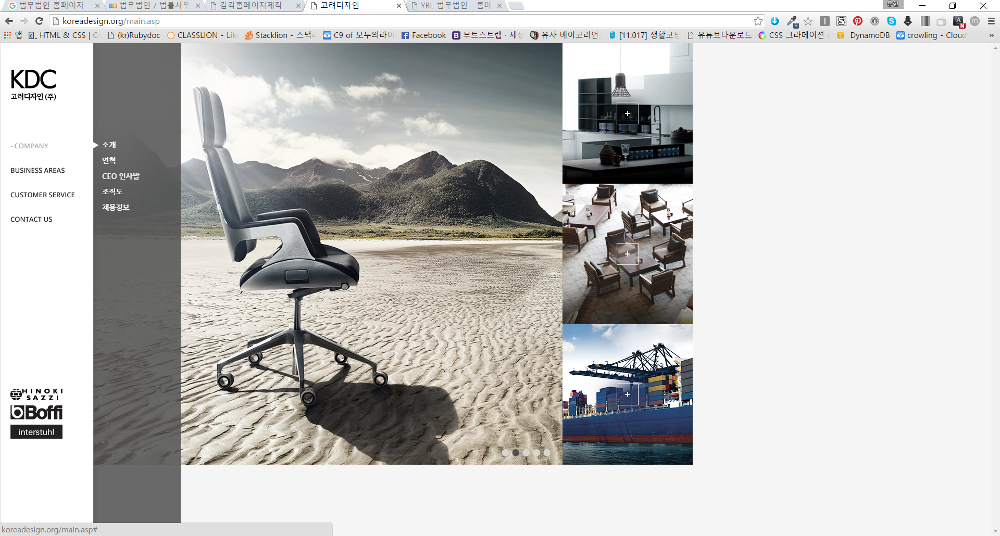 법무법인 홈페이지 -
법무법인 / 법률사무
감각홈페이지제작 -
고려디자인
YBL 법무법인 - 홈페
용현
koreadesign.org/main.asp
앱
HTML & CSS | Co
(kr)Rubydoc
CLASSLION - Like
Stacklion - 스택
C9 of 모두의라이
Facebook
부트스트랩 · 세상
유사 베이코리언
[11.017] 생활코딩
유튜브다운로드
CSS 그라데이션
DynamoDB
crowling - Cloud
»
KDC
고려디자인 (주)
- COMPANY
BUSINESS AREAS
CUSTOMER SERVICE
CONTACT US
소개
연혁
CEO 인사말
조직도
채용정보
HINOKI
SAZZI
Boffi
interstuhl
koreadesign.org/main.asp#